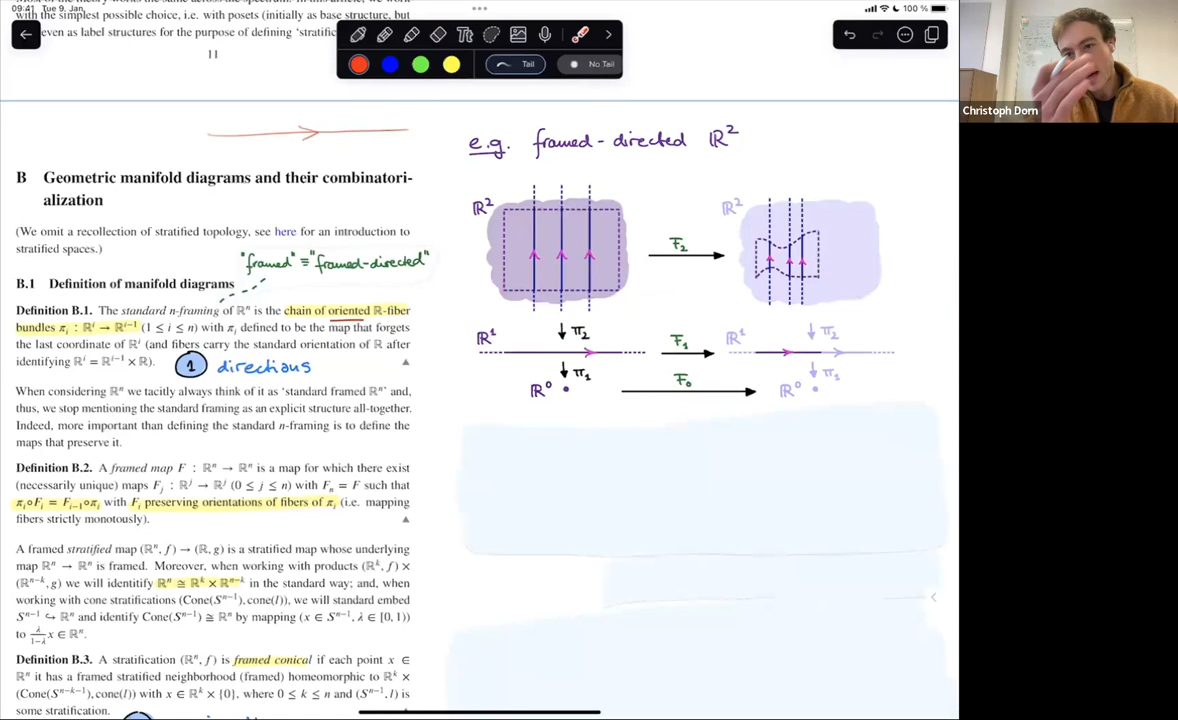 09:41 Tue 9. Jan.
100 %
with the simplest possible choice, i.e. with posets (initially as base structure, but
even as label structures for the purpose of defining 'stratific
11
Tail
No Tail
Christoph Dorn
e.g. framed-directed ℝ²
B Geometric manifold diagrams and their combinatori-
alization
(We omit a recollection of stratified topology, see here for an introduction to
stratified spaces.)
"framed" ≡ "framed-directed"
B.1 Definition of manifold diagrams
Definition B.1. The standard n-framing of ℝⁿ is the chain of oriented ℝ-fiber
bundles πᵢ : ℝⁱ → ℝⁱ⁻¹ (1 ≤ i ≤ n) with πᵢ defined to be the map that forgets
the last coordinate of ℝⁱ (and fibers carry the standard orientation of ℝ after
identifying ℝⁱ = ℝⁱ⁻¹ × ℝ). ▲
1 directions
When considering ℝⁿ we tacitly always think of it as 'standard framed ℝⁿ' and,
thus, we stop mentioning the standard framing as an explicit structure all-together.
Indeed, more important than defining the standard n-framing is to define the
maps that preserve it.
Definition B.2. A framed map F : ℝⁿ → ℝⁿ is a map for which there exist
(necessarily unique) maps Fⱼ : ℝʲ → ℝʲ (0 ≤ j ≤ n) with Fₙ = F such that
πᵢ∘Fᵢ = Fᵢ₋₁∘πᵢ with Fᵢ preserving orientations of fibers of πᵢ (i.e. mapping
fibers strictly monotously). ▲
A framed stratified map (ℝⁿ, f) → (ℝ, g) is a stratified map whose underlying
map ℝⁿ → ℝⁿ is framed. Moreover, when working with products (ℝᵏ, f) ×
(ℝⁿ⁻ᵏ, g) we will identitify ℝⁿ ≅ ℝᵏ × ℝⁿ⁻ᵏ in the standard way; and, when
working with cone stratifications (Cone(Sⁿ⁻¹), cone(l)), we will standard embed
Sⁿ⁻¹ ↪ ℝⁿ and identify Cone(Sⁿ⁻¹) ≅ ℝⁿ by mapping (x ∈ Sⁿ⁻¹, λ ∈ [0, 1))
to λ/(1−λ) x ∈ ℝⁿ.
Definition B.3. A stratification (ℝⁿ, f) is framed conical if each point x ∈
ℝⁿ it has a framed stratified neighborhood (framed) homeomorphic to ℝᵏ ×
(Cone(Sⁿ⁻ᵏ⁻¹), cone(l)) with x ∈ ℝᵏ × {0}, where 0 ≤ k ≤ n and (Sⁿ⁻¹, l) is
some stratification.
ℝ² F₂ ℝ²
π₂ π₂
ℝ¹ F₁ ℝ¹
π₁ π₁
ℝ⁰ F₀ ℝ⁰